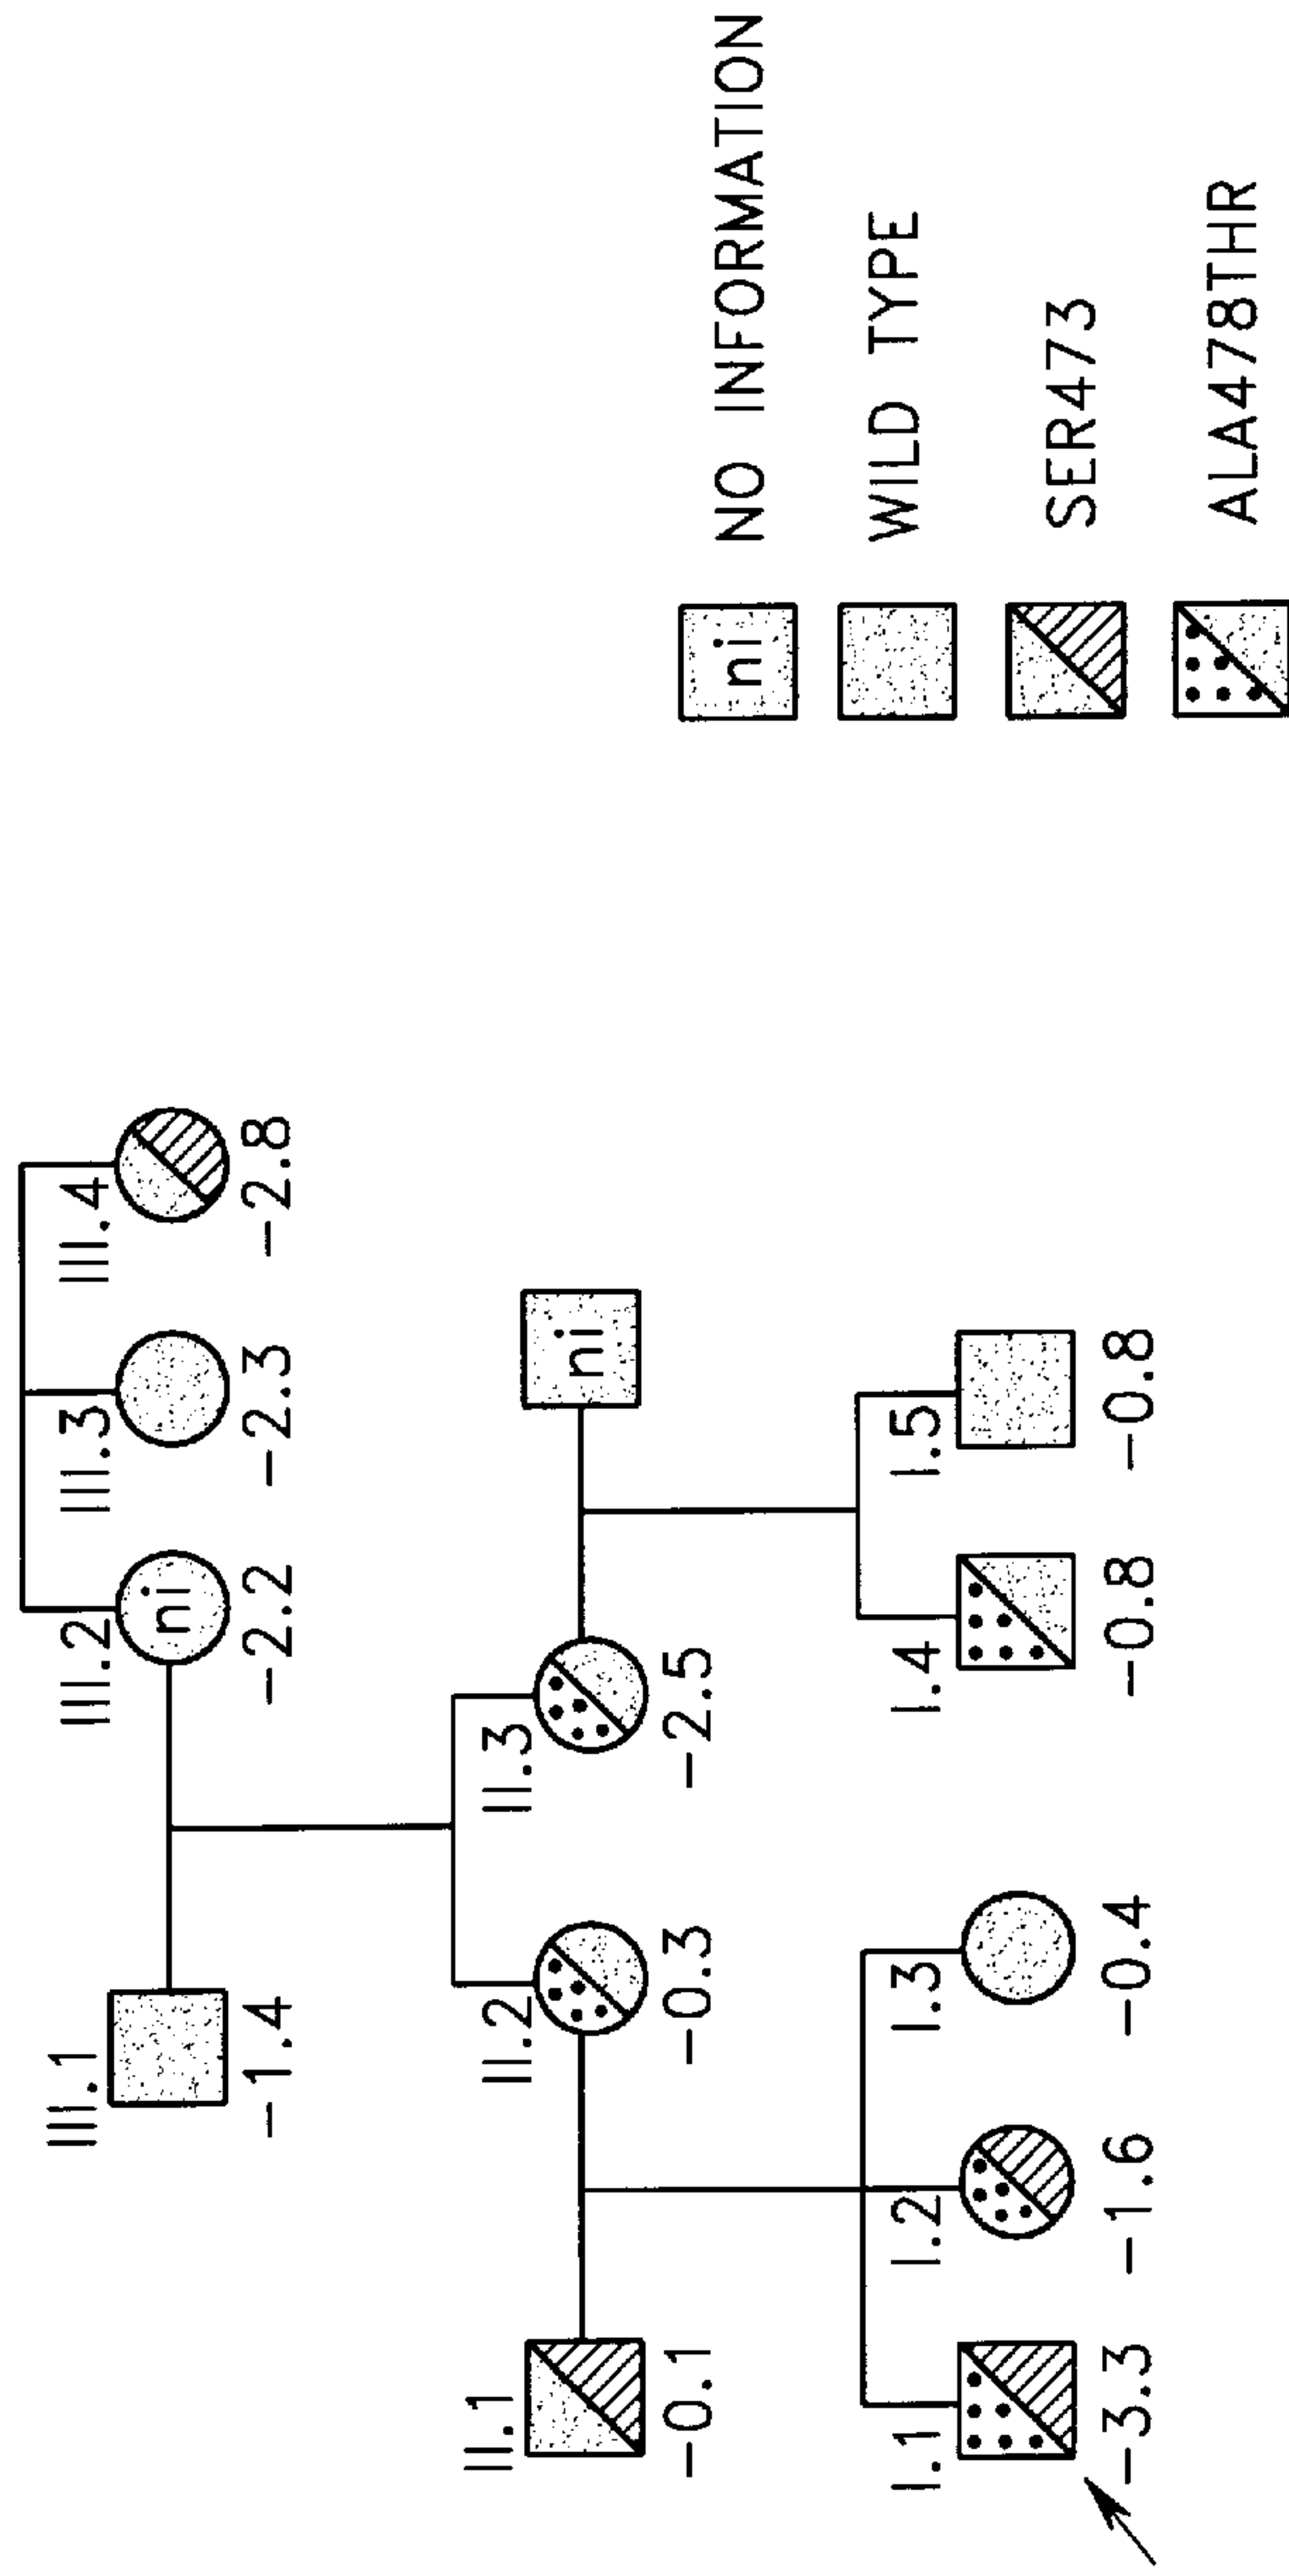 III.1
III.2
III.3
III.4
ni
-1.4
-2.2
-2.3
-2.8
II.1
II.2
II.3
ni
-0.1
-0.3
-2.5
I.1
I.2
I.3
I.4
I.5
-3.3
-1.6
-0.4
-0.8
-0.8
ni NO INFORMATION
WILD TYPE
SER473
ALA478THR